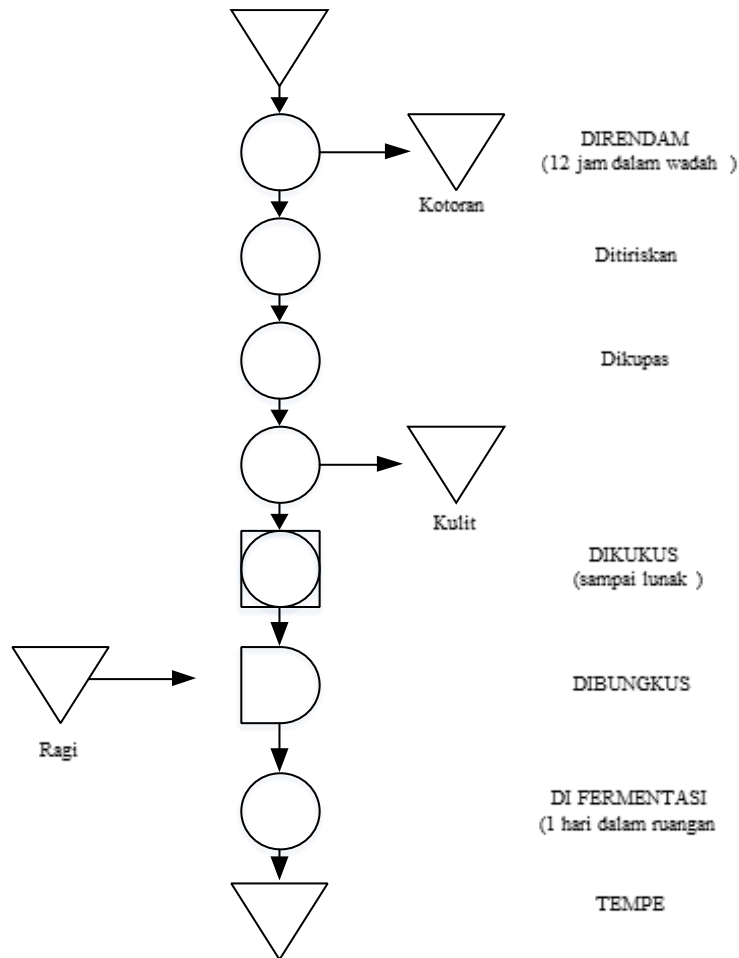 DIRENDAM
(12 jam dalam wadah )
Kotoran
Ditiriskan
Dikupas
Kulit
DIKUKUS
(sampai lunak )
DIBUNGKUS
Ragi
DI FERMENTASI
(1 hari dalam ruangan
TEMPE